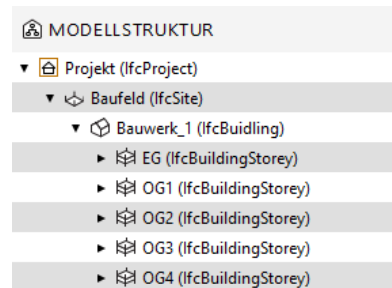 MODELLSTRUKTUR
Projekt (IfcProject)
Baufeld (IfcSite)
Bauwerk_1 (IfcBuidling)
EG (IfcBuildingStorey)
OG1 (IfcBuildingStorey)
OG2 (IfcBuildingStorey)
OG3 (IfcBuildingStorey)
OG4 (IfcBuildingStorey)